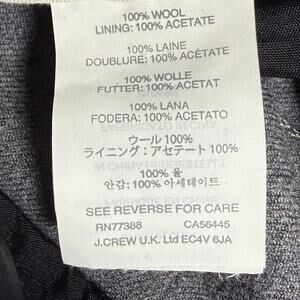 100% WOOL
LINING: 100% ACETATE
100% LAINE
DOUBLURE: 100% ACÉTATE
100% WOLLE
FUTTER: 100% ACETAT
100% LANA
FODERA: 100% ACETATO
ウール 100%
ライニング：アセテート 100%
100% 울
안감: 100% 아세테이트
SEE REVERSE FOR CARE
RN77388 CA56445
J.CREW U.K. Ltd EC4V 6JA